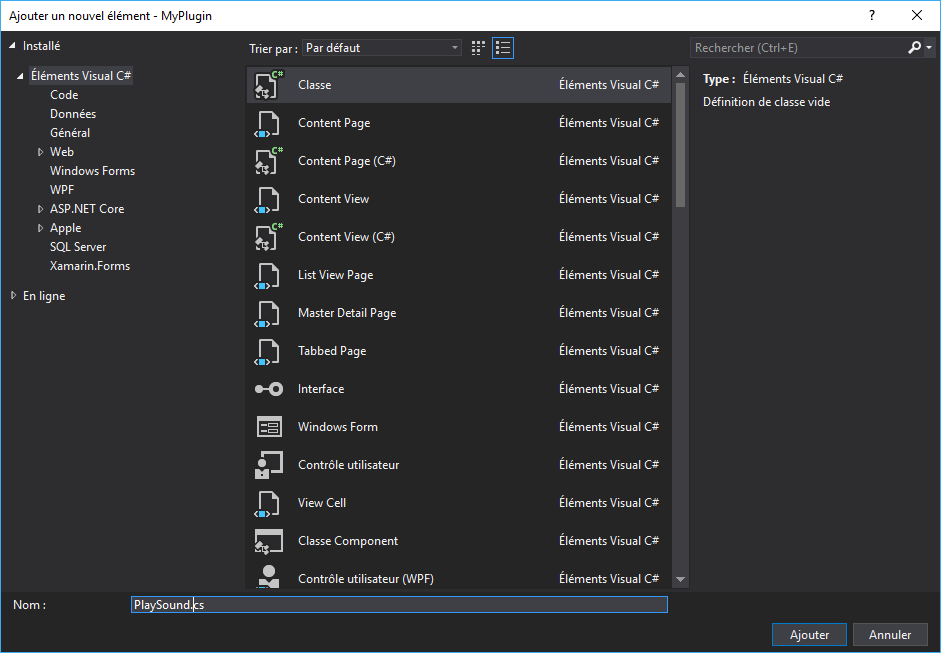 Ajouter un nouvel élément - MyPlugin
?
Installé
Éléments Visual C#
Code
Données
Général
Web
Windows Forms
WPF
ASP.NET Core
Apple
SQL Server
Xamarin.Forms
En ligne
Trier par : Par défaut
Classe Éléments Visual C#
Content Page Éléments Visual C#
Content Page (C#) Éléments Visual C#
Content View Éléments Visual C#
Content View (C#) Éléments Visual C#
List View Page Éléments Visual C#
Master Detail Page Éléments Visual C#
Tabbed Page Éléments Visual C#
Interface Éléments Visual C#
Windows Form Éléments Visual C#
Contrôle utilisateur Éléments Visual C#
View Cell Éléments Visual C#
Classe Component Éléments Visual C#
Contrôle utilisateur (WPF) Éléments Visual C#
Rechercher (Ctrl+E)
Type : Éléments Visual C#
Définition de classe vide
Nom : PlaySound.cs
Ajouter Annuler